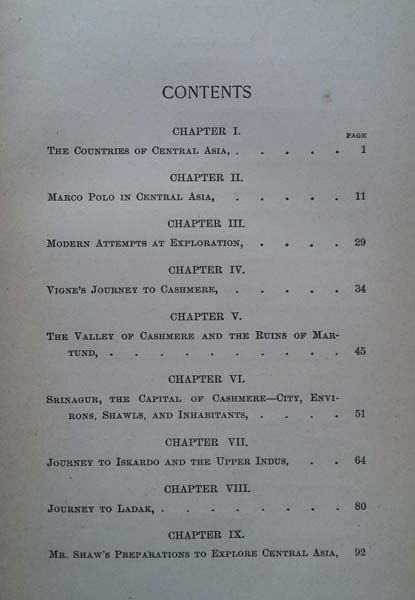 CONTENTS
CHAPTER I.
PAGE
The Countries of Central Asia, . . . . . 1
CHAPTER II.
Marco Polo in Central Asia, . . . . . 11
CHAPTER III.
Modern Attempts at Exploration, . . . . 29
CHAPTER IV.
Vigne's Journey to Cashmere, . . . . . 34
CHAPTER V.
The Valley of Cashmere and the Ruins of Mar-
tund, . . . . . . . . . . 45
CHAPTER VI.
Srinagur, the Capital of Cashmere—City, Envi-
rons, Shawls, and Inhabitants, . . . . 51
CHAPTER VII.
Journey to Iskardo and the Upper Indus, . . 64
CHAPTER VIII.
Journey to Ladak, . . . . . . . . 80
CHAPTER IX.
Mr. Shaw's Preparations to Explore Central Asia, 92